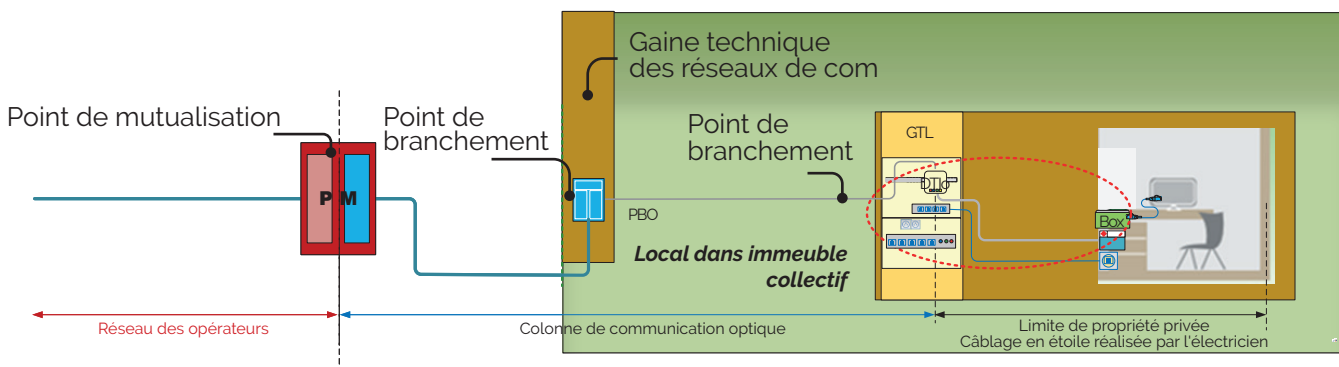 Gaine technique
des réseaux de com
Point de mutualisation
Point de
branchement
Point de
branchement
GTL
DTIo
PM
PBO
Box
Local dans immeuble
collectif
Réseau des opérateurs
Colonne de communication optique
Limite de propriété privée
Câblage en étoile réalisée par l'électricien